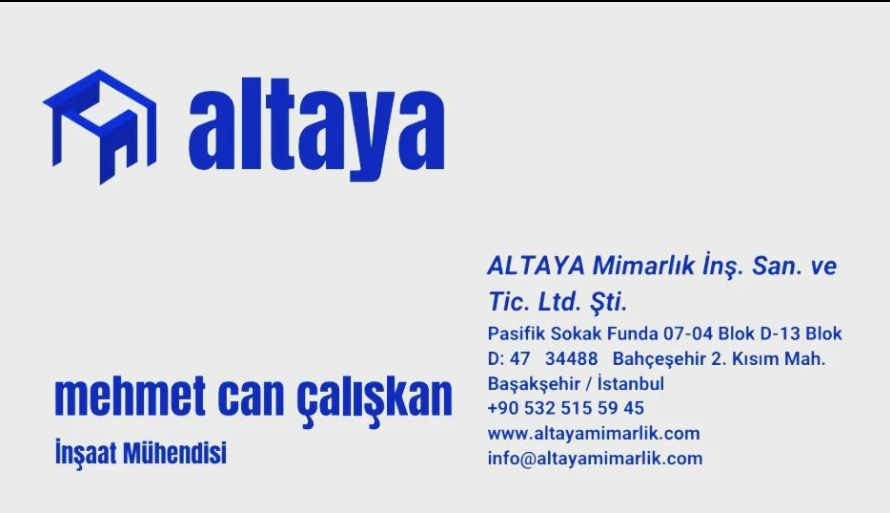 altaya
mehmet can çalışkan
İnşaat Mühendisi
ALTAYA Mimarlık İnş. San. ve
Tic. Ltd. Şti.
Pasifik Sokak Funda 07-04 Blok D-13 Blok
D: 47 34488 Bahçeşehir 2. Kısım Mah.
Başakşehir / İstanbul
+90 532 515 59 45
www.altayamimarlik.com
info@altayamimarlik.com